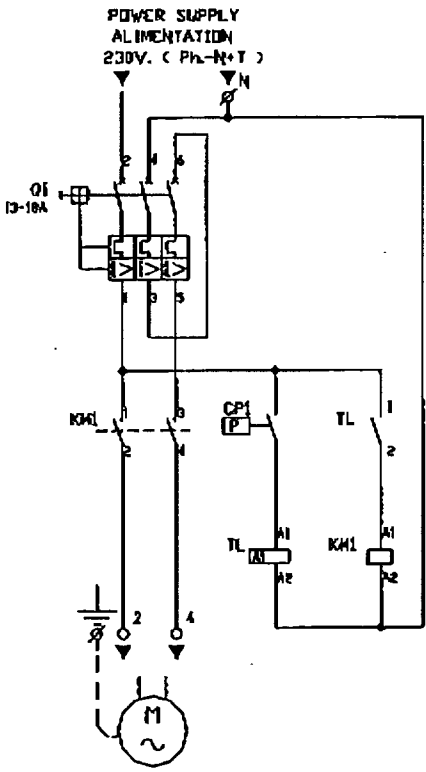 POWER SUPPLY
ALIMENTATION
230V. ( Ph.-N+T )
N
2 4 6
Q1
13-18A
1 3 5
KM1
1 3
2 4
CP1
P
TL
1
2
TL
A1
A1
A2
KM1
A1
A2
2 4
M